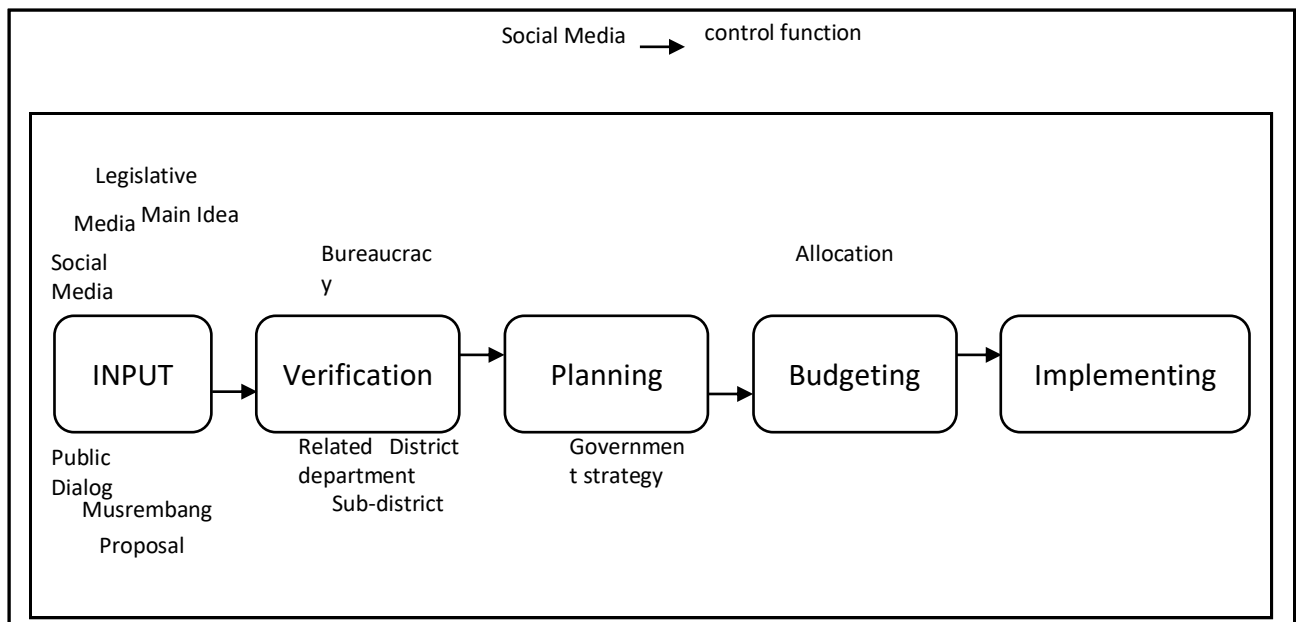 Social Media control function
Legislative
Media Main Idea
Social
Media
Bureaucrac
y
Allocation
INPUT
Verification
Planning
Budgeting
Implementing
Public
Dialog
Musrembang
Proposal
Related District
department
Sub-district
Governmen
t strategy